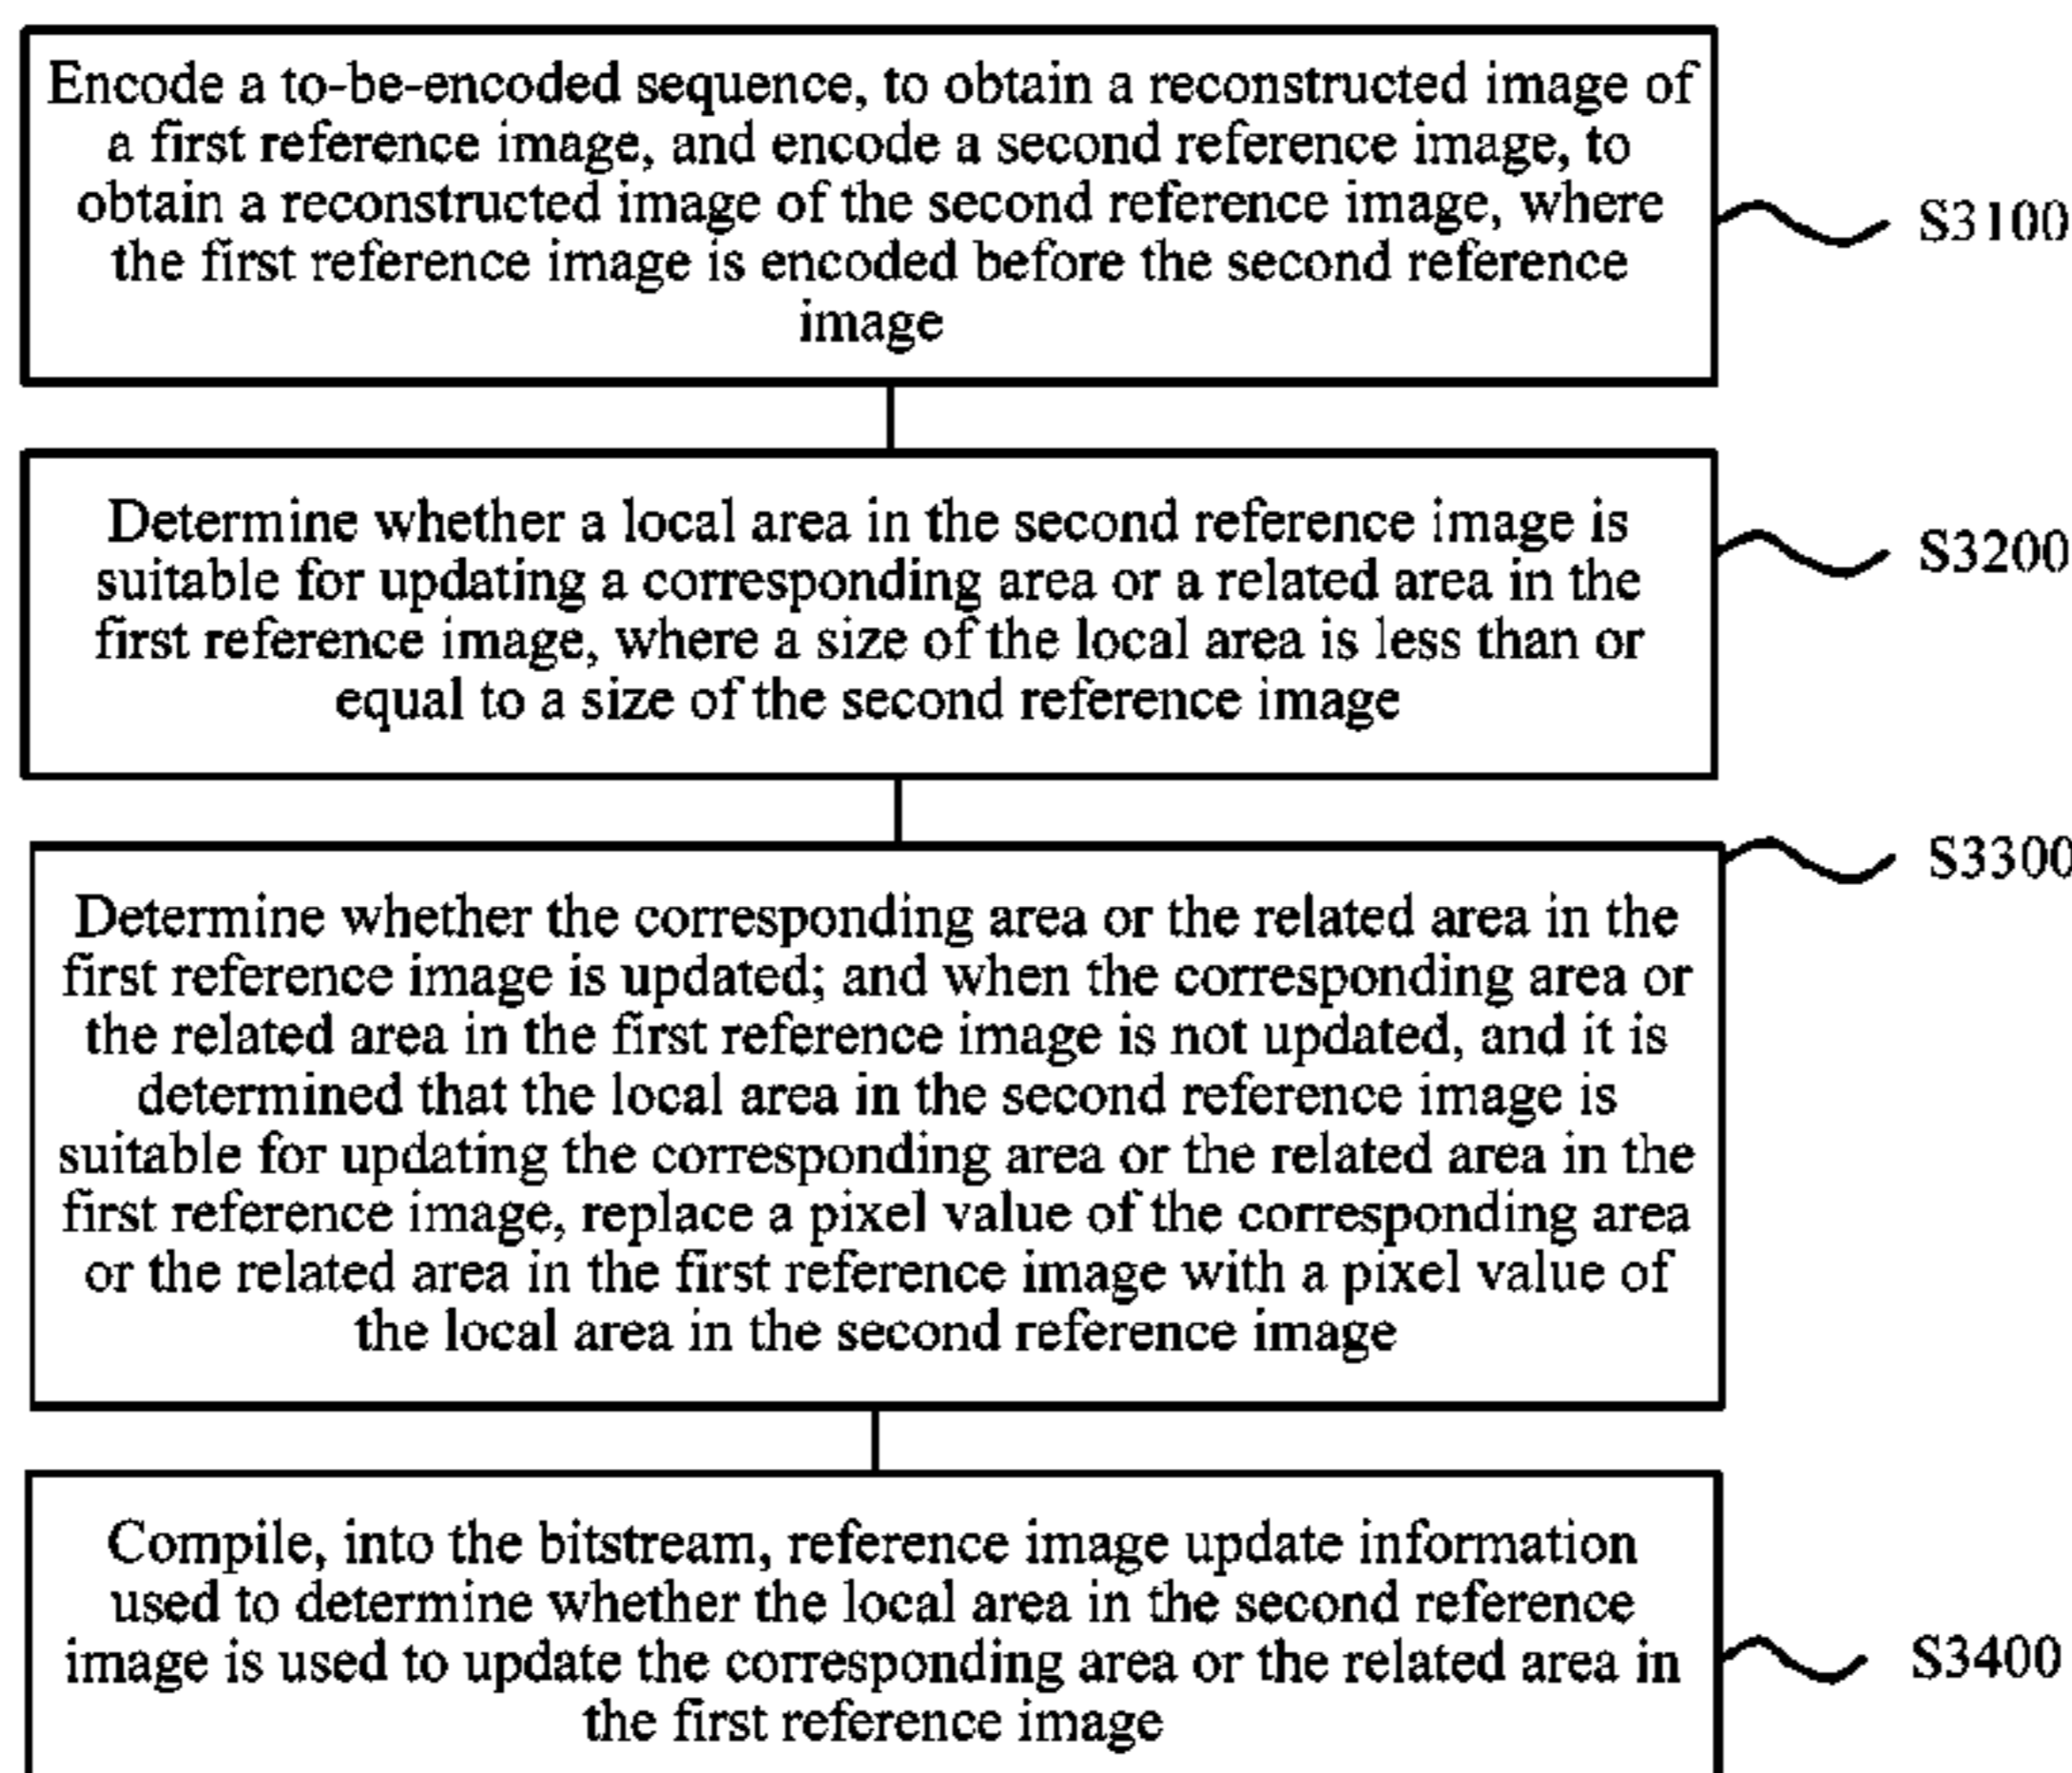 Encode a to-be-encoded sequence, to obtain a reconstructed image of
a first reference image, and encode a second reference image, to
obtain a reconstructed image of the second reference image, where
the first reference image is encoded before the second reference
image
S3100
Determine whether a local area in the second reference image is
suitable for updating a corresponding area or a related area in the
first reference image, where a size of the local area is less than or
equal to a size of the second reference image
S3200
Determine whether the corresponding area or the related area in the
first reference image is updated; and when the corresponding area or
the related area in the first reference image is not updated, and it is
determined that the local area in the second reference image is
suitable for updating the corresponding area or the related area in the
first reference image, replace a pixel value of the corresponding area
or the related area in the first reference image with a pixel value of
the local area in the second reference image
S3300
Compile, into the bitstream, reference image update information
used to determine whether the local area in the second reference
image is used to update the corresponding area or the related area in
the first reference image
S3400